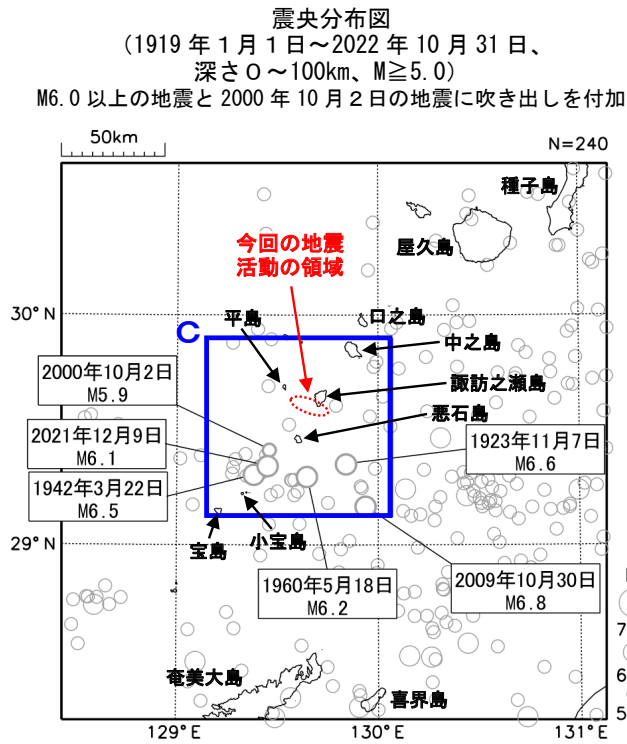 震央分布図
（1919年１月１日～2022年10月31日、
深さ０～100km、M≧5.0）
M6.0以上の地震と2000年10月２日の地震に吹き出しを付加
50km
N=240
種子島
屋久島
今回の地震
活動の領域
30°N
口之島
平島
C
中之島
2000年10月2日
M5.9
諏訪之瀬島
悪石島
2021年12月9日
M6.1
1923年11月7日
M6.6
1942年3月22日
M6.5
小宝島
宝島
29°N
1960年5月18日
M6.2
2009年10月30日
M6.8
7
6
5
奄美大島
喜界島
129°E
130°E
131°E